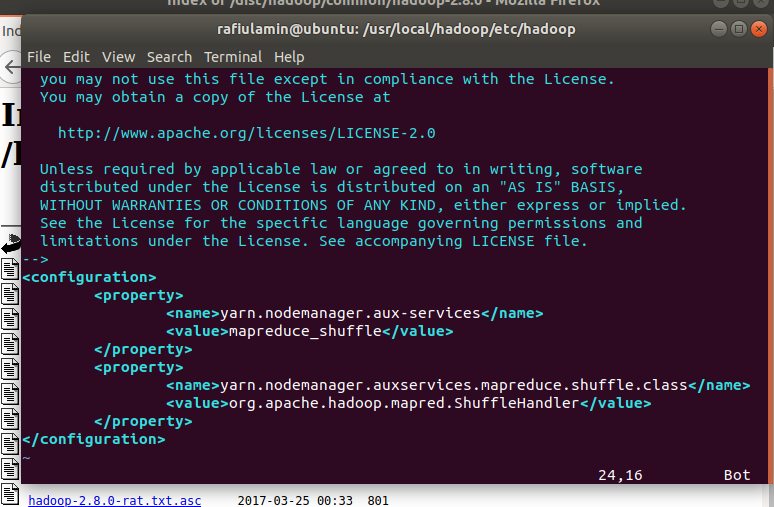 Index of /dist/hadoop/common/hadoop-2.8.0 - Mozilla Firefox
rafiulamin@ubuntu: /usr/local/hadoop/etc/hadoop
File Edit View Search Terminal Help
you may not use this file except in compliance with the License.
You may obtain a copy of the License at
http://www.apache.org/licenses/LICENSE-2.0
Unless required by applicable law or agreed to in writing, software
distributed under the License is distributed on an "AS IS" BASIS,
WITHOUT WARRANTIES OR CONDITIONS OF ANY KIND, either express or implied.
See the License for the specific language governing permissions and
limitations under the License. See accompanying LICENSE file.
-->
<configuration>
<property>
<name>yarn.nodemanager.aux-services</name>
<value>mapreduce_shuffle</value>
</property>
<property>
<name>yarn.nodemanager.auxservices.mapreduce.shuffle.class</name>
<value>org.apache.hadoop.mapred.ShuffleHandler</value>
</property>
</configuration>
~
24,16 Bot
hadoop-2.8.0-rat.txt.asc 2017-03-25 00:33 801